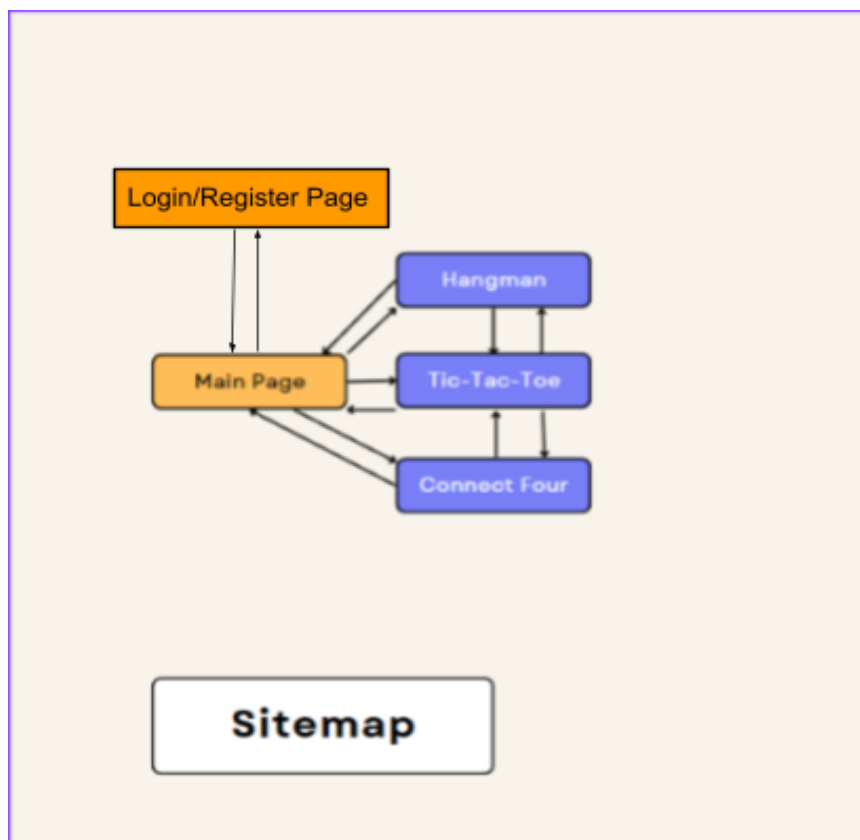 Login/Register Page
Hangman
Main Page
Tic-Tac-Toe
Connect Four
Sitemap